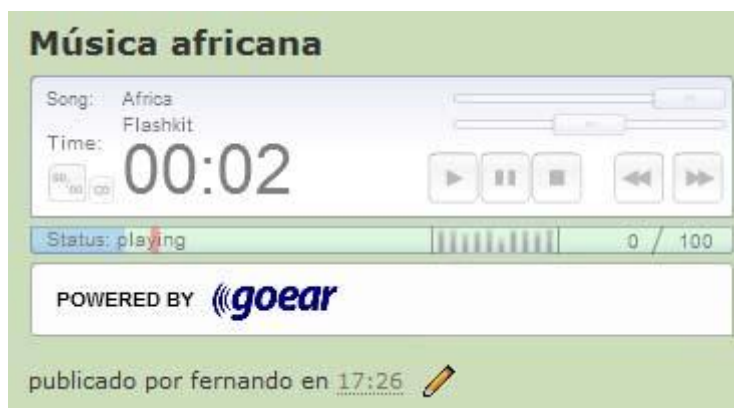 Música africana
Song: Africa
Flashkit
Time: 00:02
Status: playing 0 / 100
POWERED BY goear
publicado por fernando en 17:26